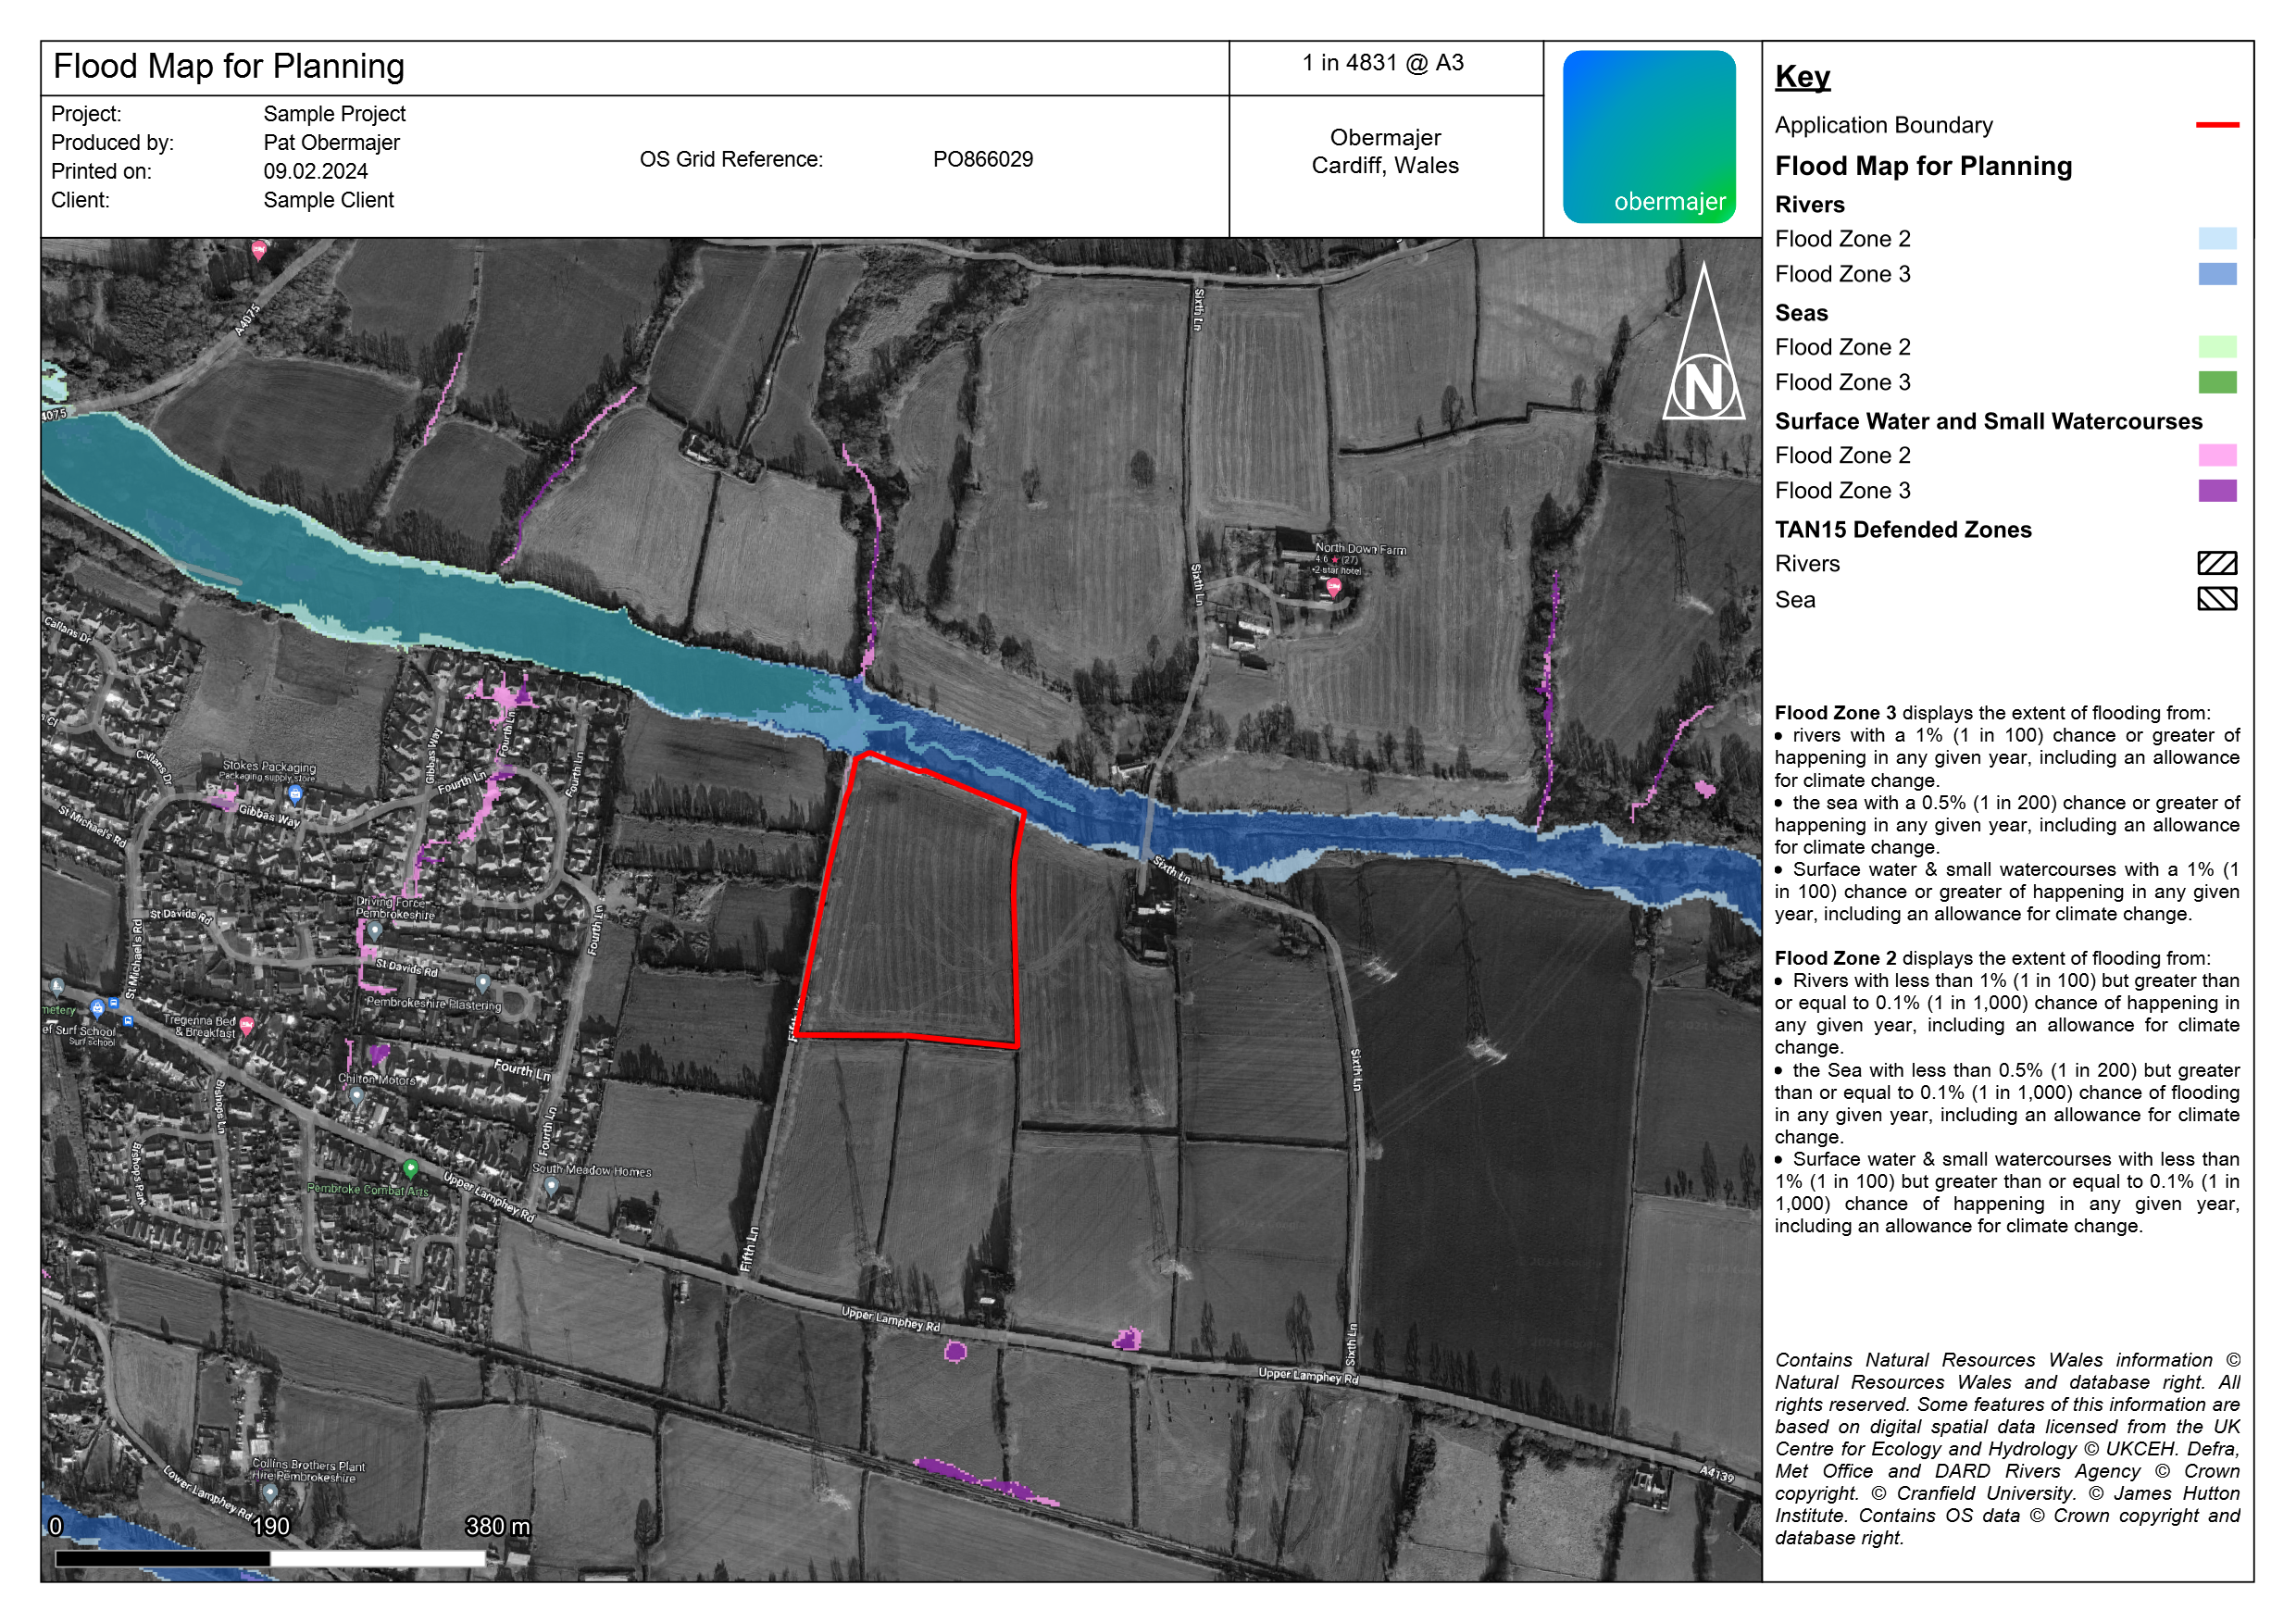 Flood Map for Planning
1 in 4831 @ A3
Project: Sample Project
Produced by: Pat Obermajer
Printed on: 09.02.2024
Client: Sample Client
OS Grid Reference: PO866029
Obermajer
Cardiff, Wales
obermajer
Key
Application Boundary
Flood Map for Planning
Rivers
Flood Zone 2
Flood Zone 3
Seas
Flood Zone 2
Flood Zone 3
Surface Water and Small Watercourses
Flood Zone 2
Flood Zone 3
TAN15 Defended Zones
Rivers
Sea
Flood Zone 3 displays the extent of flooding from:
• rivers with a 1% (1 in 100) chance or greater of
happening in any given year, including an allowance
for climate change.
• the sea with a 0.5% (1 in 200) chance or greater of
happening in any given year, including an allowance
for climate change.
• Surface water & small watercourses with a 1% (1
in 100) chance or greater of happening in any given
year, including an allowance for climate change.
Flood Zone 2 displays the extent of flooding from:
• Rivers with less than 1% (1 in 100) but greater than
or equal to 0.1% (1 in 1,000) chance of happening in
any given year, including an allowance for climate
change.
• the Sea with less than 0.5% (1 in 200) but greater
than or equal to 0.1% (1 in 1,000) chance of flooding
in any given year, including an allowance for climate
change.
• Surface water & small watercourses with less than
1% (1 in 100) but greater than or equal to 0.1% (1 in
1,000) chance of happening in any given year,
including an allowance for climate change.
Contains Natural Resources Wales information ©
Natural Resources Wales and database right. All
rights reserved. Some features of this information are
based on digital spatial data licensed from the UK
Centre for Ecology and Hydrology © UKCEH. Defra,
Met Office and DARD Rivers Agency © Crown
copyright. © Cranfield University. © James Hutton
Institute. Contains OS data © Crown copyright and
database right.
A4075
4075
N
Sixth Ln
North Down Farm
4.6 ★ (27)
2-star hotel
Sixth Ln
Callans Dr
Callans Dr
Stokes Packaging
Packaging supply store
Gibbas Way
Gibbas Way
Fourth Ln
Fourth Ln
Fourth Ln
St Michael's Rd
St Michael's Rd
Driving Force
Pembrokeshire
St Davids Rd
St Davids Rd
Fourth Ln
Sixth Ln
Pembrokeshire Plastering
metery
ef Surf School
Surf school
Tregenna Bed
& Breakfast
Chilton Motors
Fourth Ln
Fourth Ln
Sixth Ln
Bishops Ln
Bishops Park
Pembroke Combat Arts
Upper Lamphey Rd
South Meadow Homes
Fifth Ln
Upper Lamphey Rd
Upper Lamphey Rd
Sixth Ln
A4139
Collins Brothers Plant
Hire Pembrokeshire
Lower Lamphey Rd
0 190 380 m